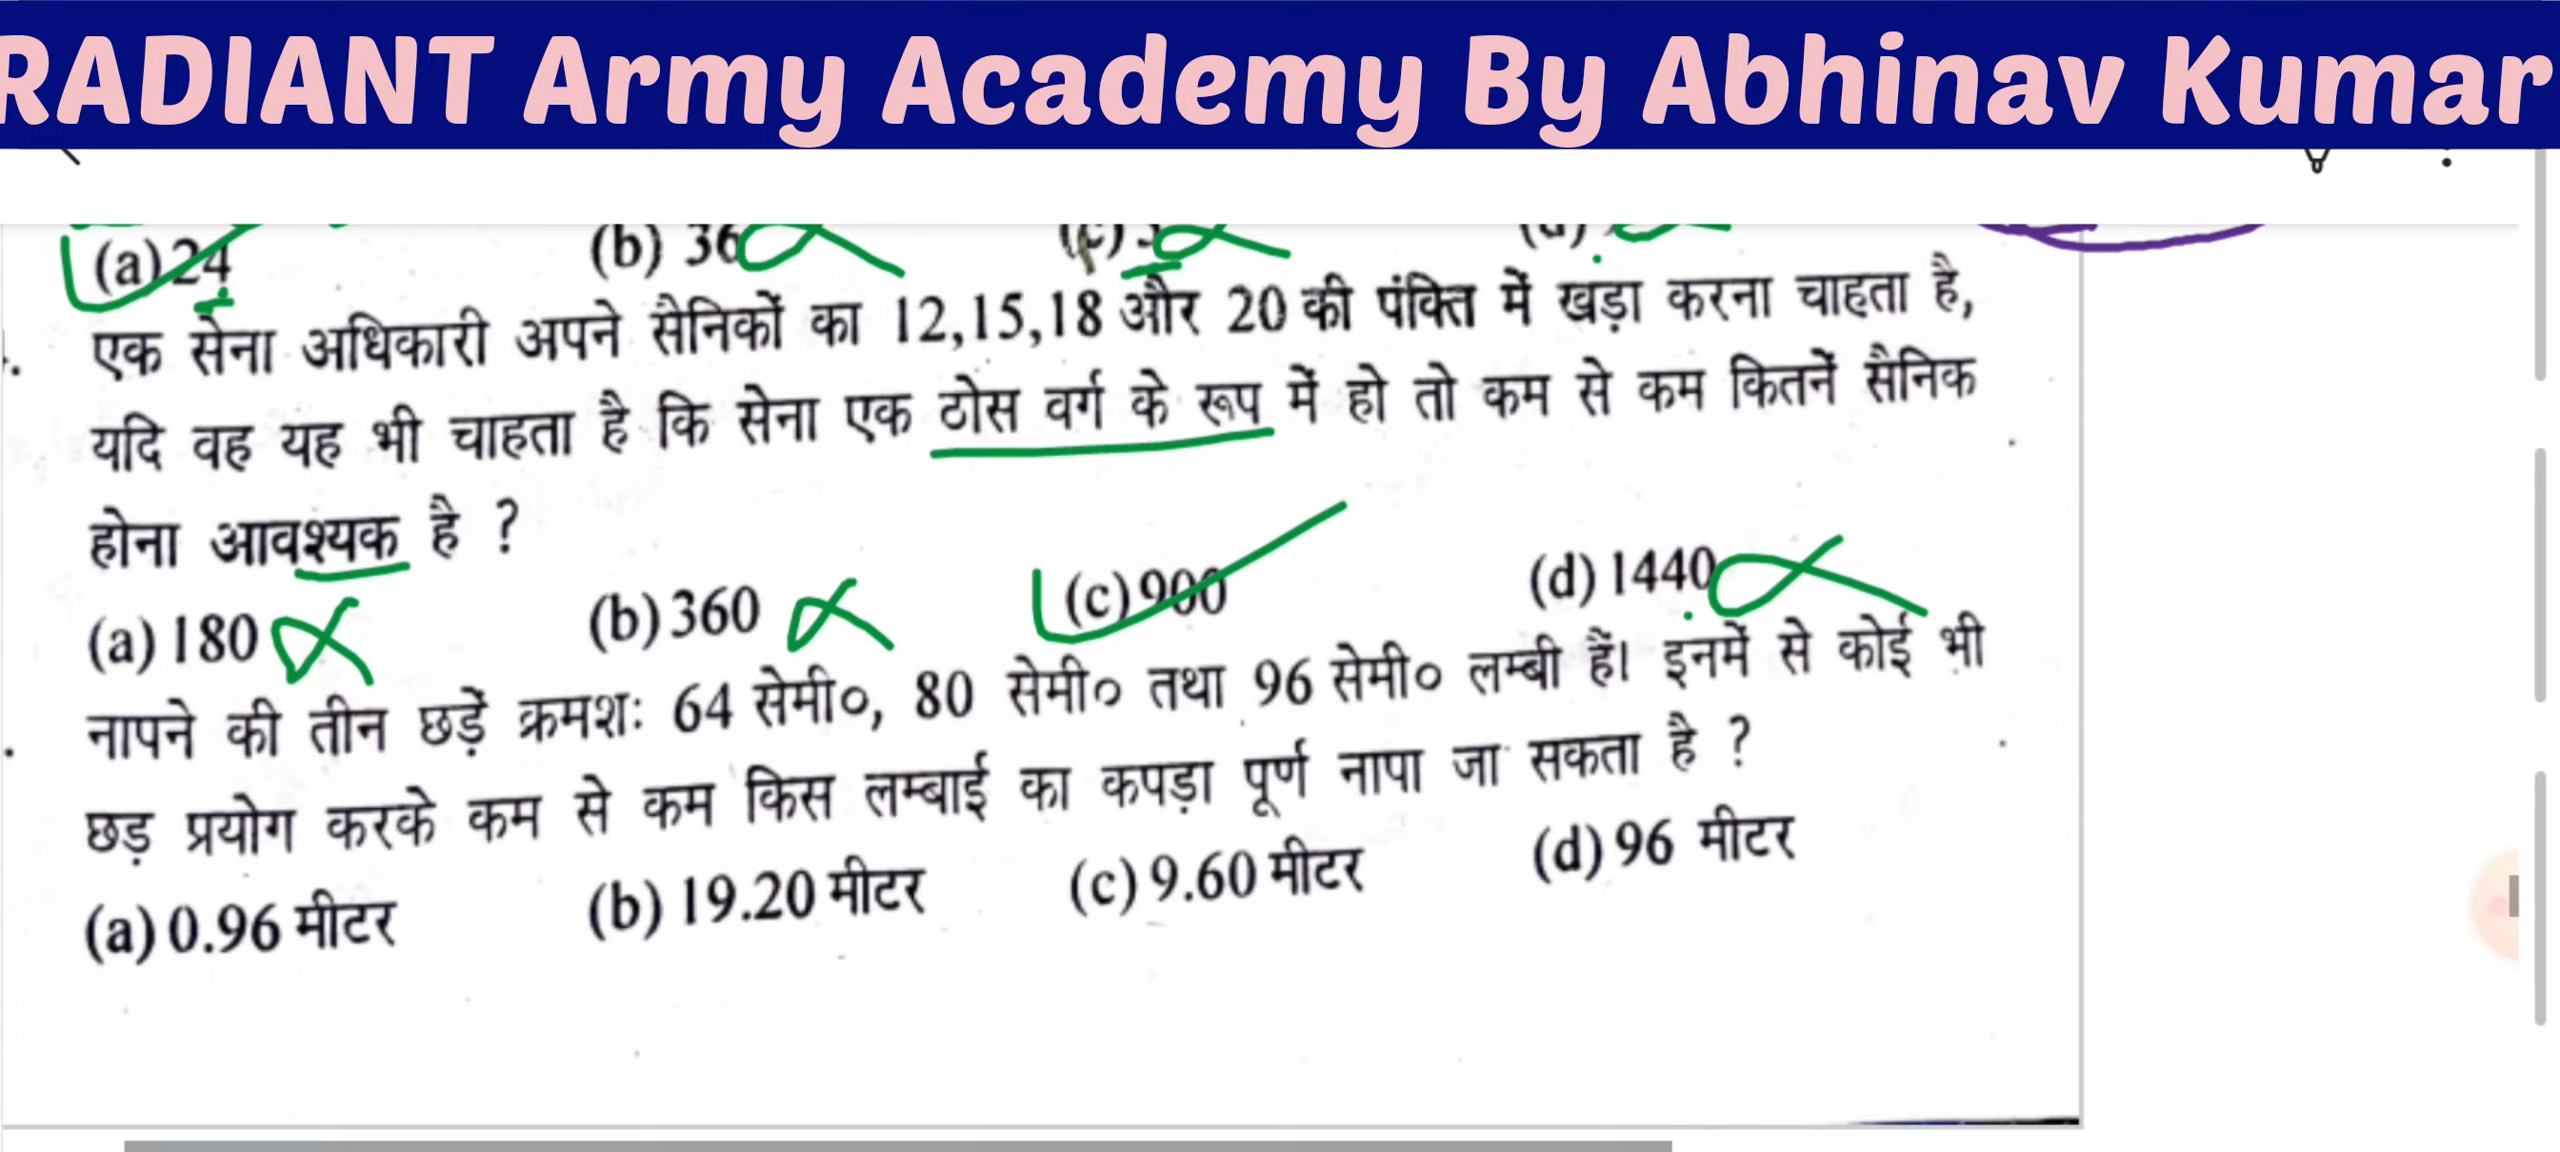 RADIANT Army Academy By Abhinav Kumar
(a) 24 (b) 36
एक सेना अधिकारी अपने सैनिकों का 12,15,18 और 20 की पंक्ति में खड़ा करना चाहता है,
यदि वह यह भी चाहता है कि सेना एक ठोस वर्ग के रूप में हो तो कम से कम कितनें सैनिक
होना आवश्यक है ?
(a) 180 (b) 360 (c) 900 (d) 1440
नापने की तीन छड़ें क्रमशः 64 सेमी०, 80 सेमी० तथा 96 सेमी० लम्बी हैं। इनमें से कोई भी
छड़ प्रयोग करके कम से कम किस लम्बाई का कपड़ा पूर्ण नापा जा सकता है ?
(a) 0.96 मीटर (b) 19.20 मीटर (c) 9.60 मीटर (d) 96 मीटर